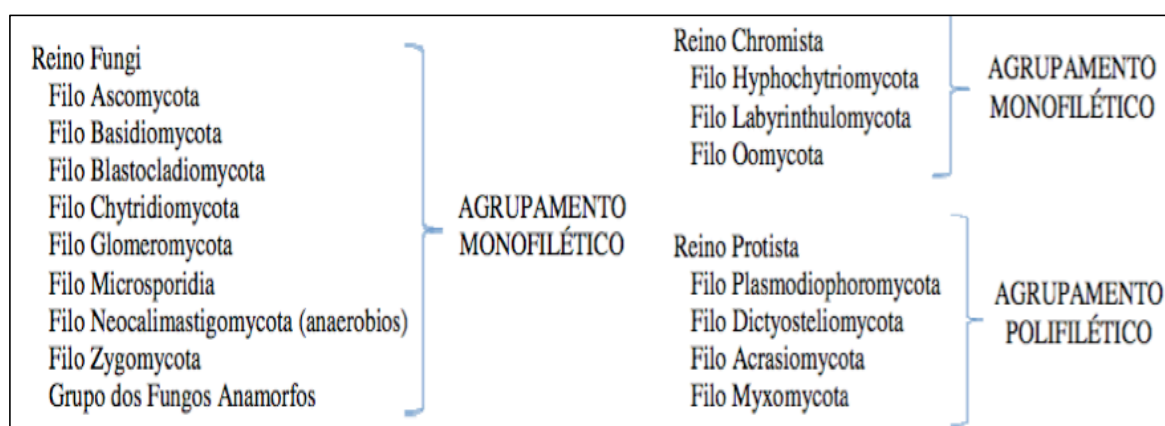 Reino Fungi
Filo Ascomycota
Filo Basidiomycota
Filo Blastocladiomycota
Filo Chytridiomycota
Filo Glomeromycota
Filo Microsporidia
Filo Neocalimastigomycota (anaerobios)
Filo Zygomycota
Grupo dos Fungos Anamorfos
AGRUPAMENTO
MONOFILÉTICO
Reino Chromista
Filo Hyphochytriomycota
Filo Labyrinthulomycota
Filo Oomycota
AGRUPAMENTO
MONOFILÉTICO
Reino Protista
Filo Plasmodiophoromycota
Filo Dictyosteliomycota
Filo Acrasiomycota
Filo Myxomycota
AGRUPAMENTO
POLIFILÉTICO